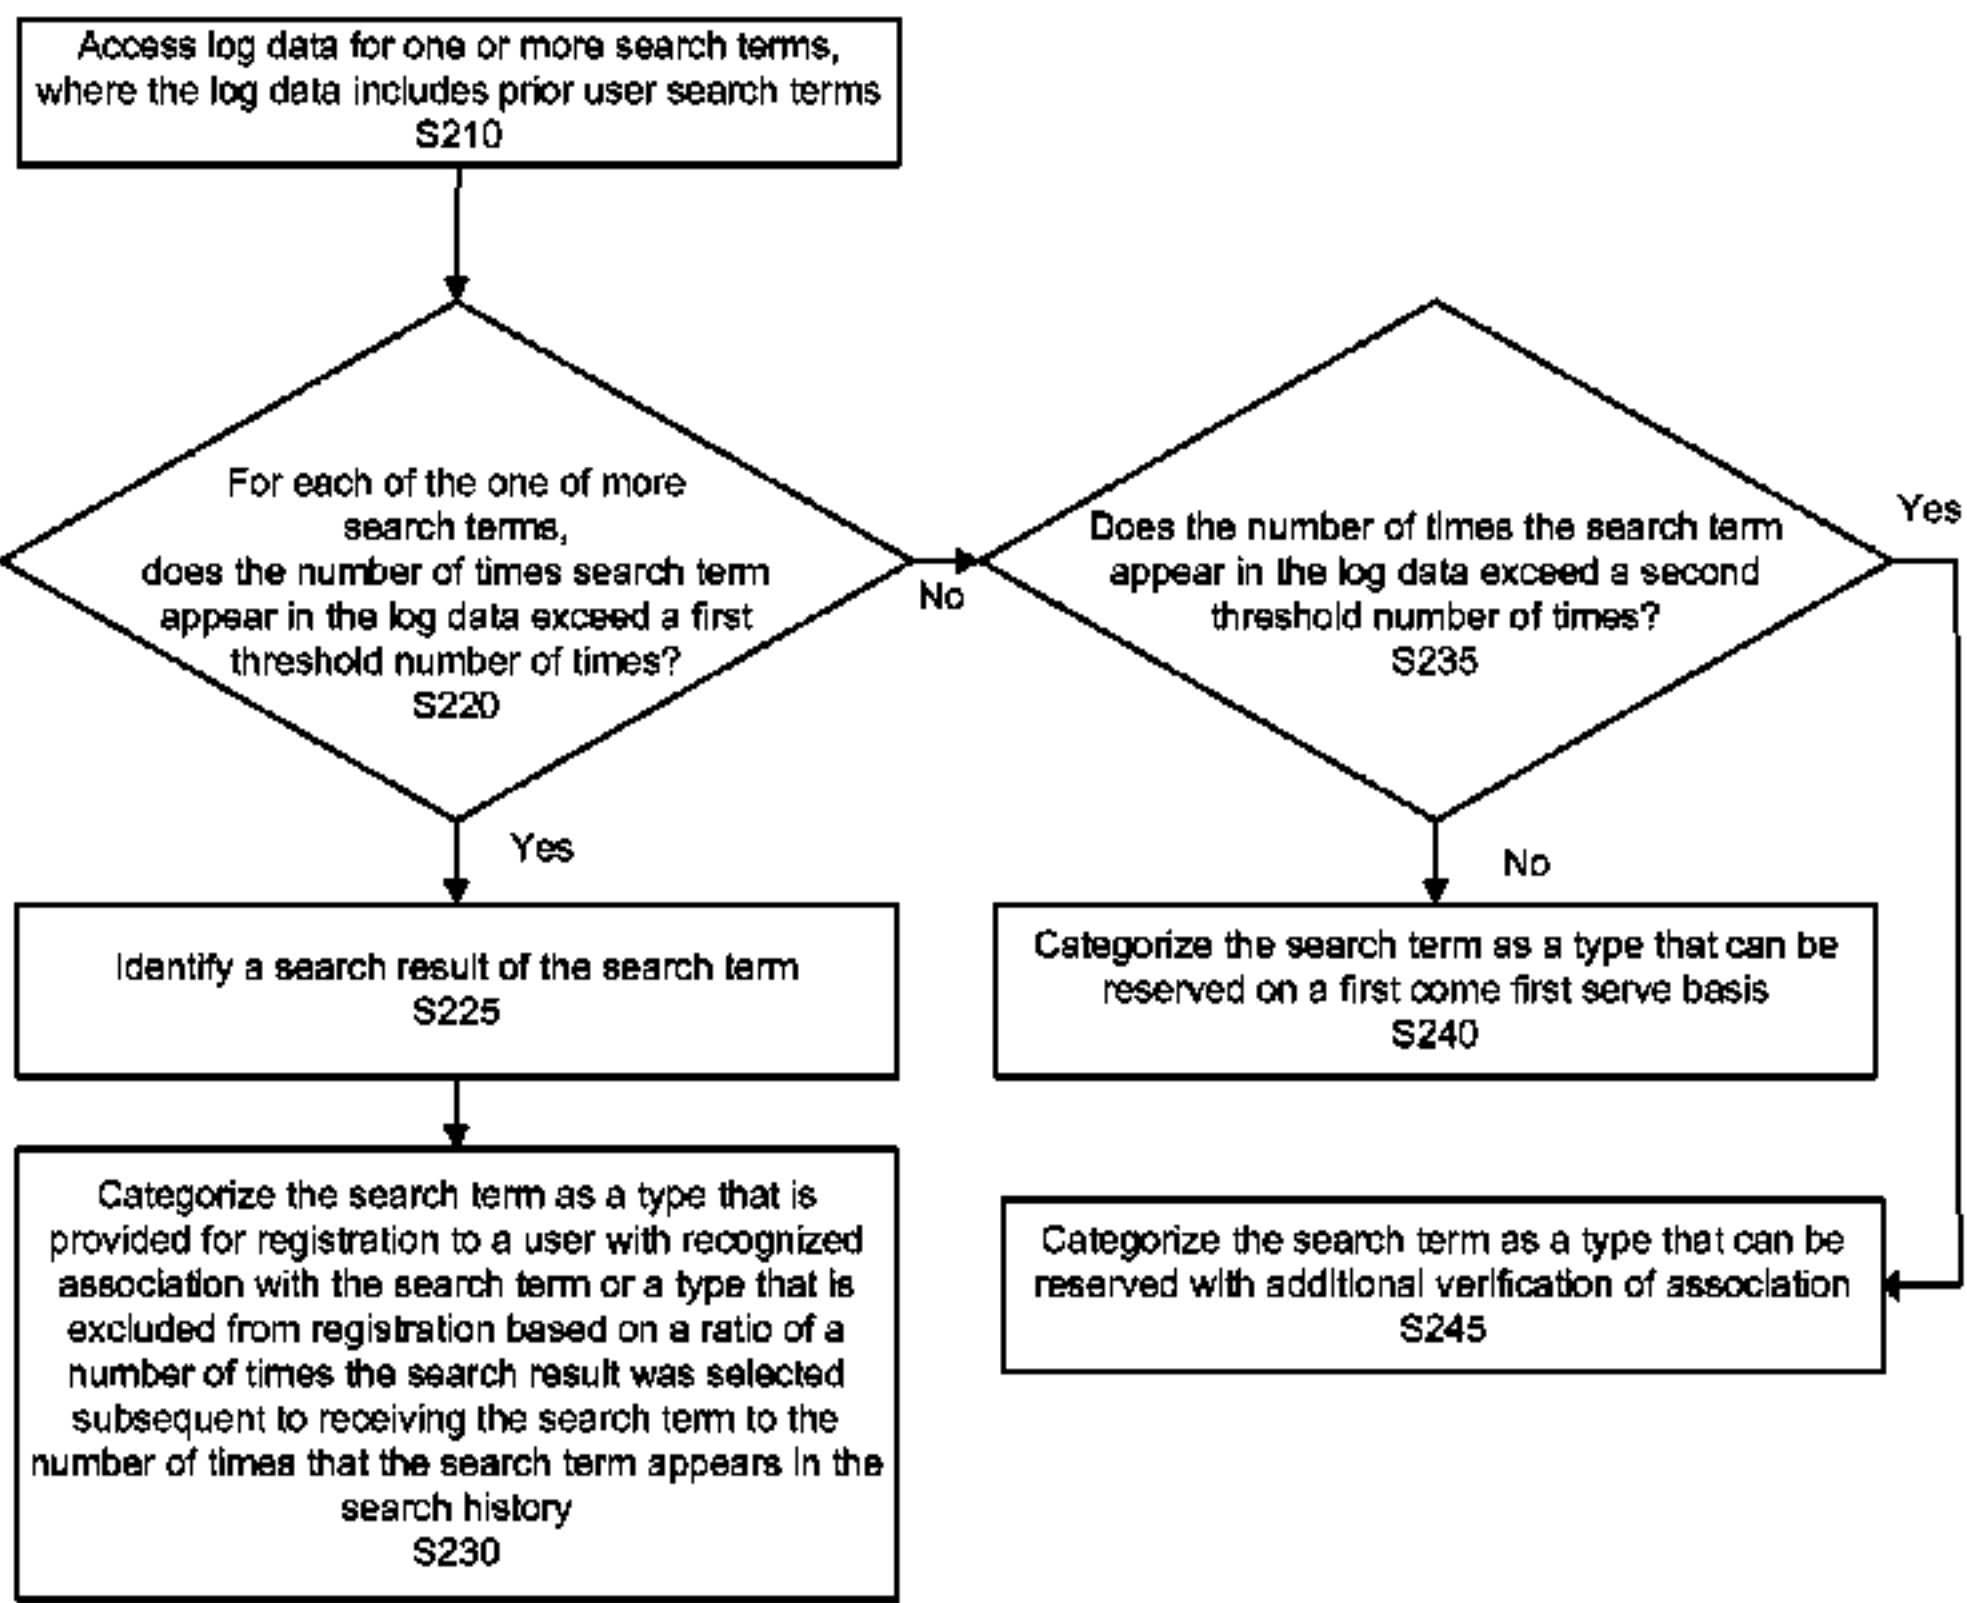 Access log data for one or more search terms,
where the log data includes prior user search terms
S210
For each of the one of more
search terms,
does the number of times search term
appear in the log data exceed a first
threshold number of times?
S220
No
Does the number of times the search term
appear in the log data exceed a second
threshold number of times?
S235
Yes
Yes
No
Identify a search result of the search term
S225
Categorize the search term as a type that can be
reserved on a first come first serve basis
S240
Categorize the search term as a type that is
provided for registration to a user with recognized
association with the search term or a type that is
excluded from registration based on a ratio of a
number of times the search result was selected
subsequent to receiving the search term to the
number of times that the search term appears in the
search history
S230
Categorize the search term as a type that can be
reserved with additional verification of association
S245